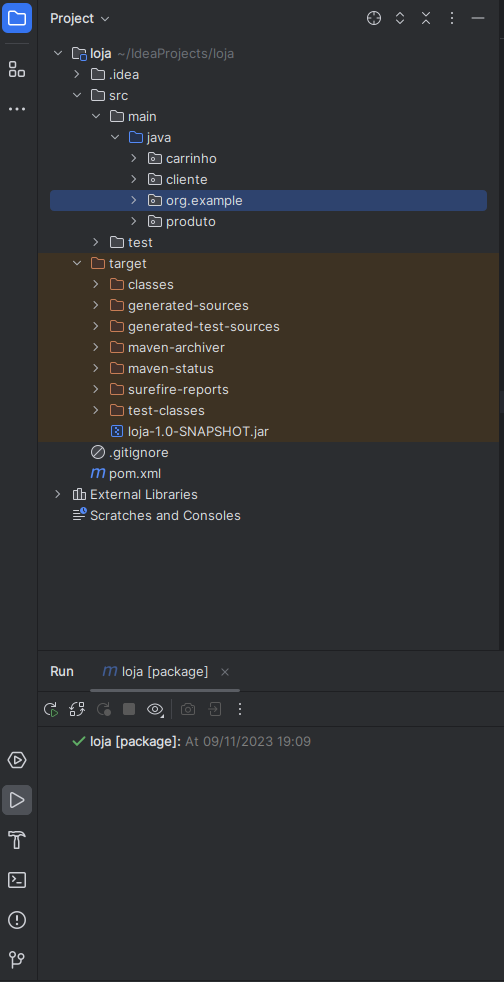 Project
loja ~/IdeaProjects/loja
.idea
src
main
java
carrinho
cliente
org.example
produto
test
target
classes
generated-sources
generated-test-sources
maven-archiver
maven-status
surefire-reports
test-classes
loja-1.0-SNAPSHOT.jar
.gitignore
m pom.xml
External Libraries
Scratches and Consoles
Run m loja [package]
loja [package]: At 09/11/2023 19:09